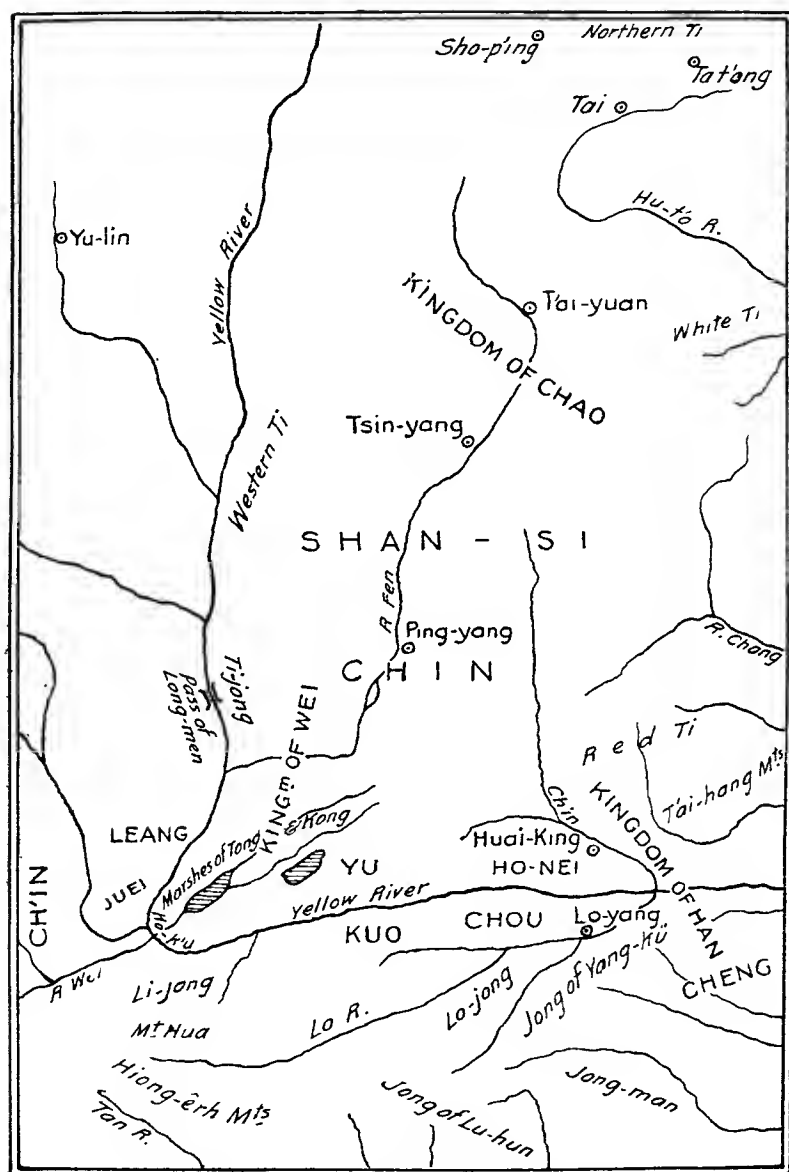 Northern Ti
Sho-p'ing
Tat'ong
Tai
Hu-t'o R.
Yu-lin
Yellow River
T'ai-yuan
KINGDOM OF CHAO
White Ti
Tsin-yang
Western Ti
SHAN-SI
R Fen
Ping-yang
R. Chang
CHIN
Ti-jong
Pass of
Long-men
KING OF WEI
Red Ti
T'ai-hang Mts
Ch'in
KINGDOM OF HAN
LEANG
Marshes of Tong
& Kong
Huai-King
YU
HO-NEI
JUEI
CH'IN
Ho-k'u
Yellow River
KUO
CHOU
Lo-yang
R Wei
Li-jong
Lo R.
Lo-jong
Jong of Yang-kü
CHENG
Mt Hua
Hiong-êrh Mts
Tan R.
Jong of Lu-hun
Jong-man